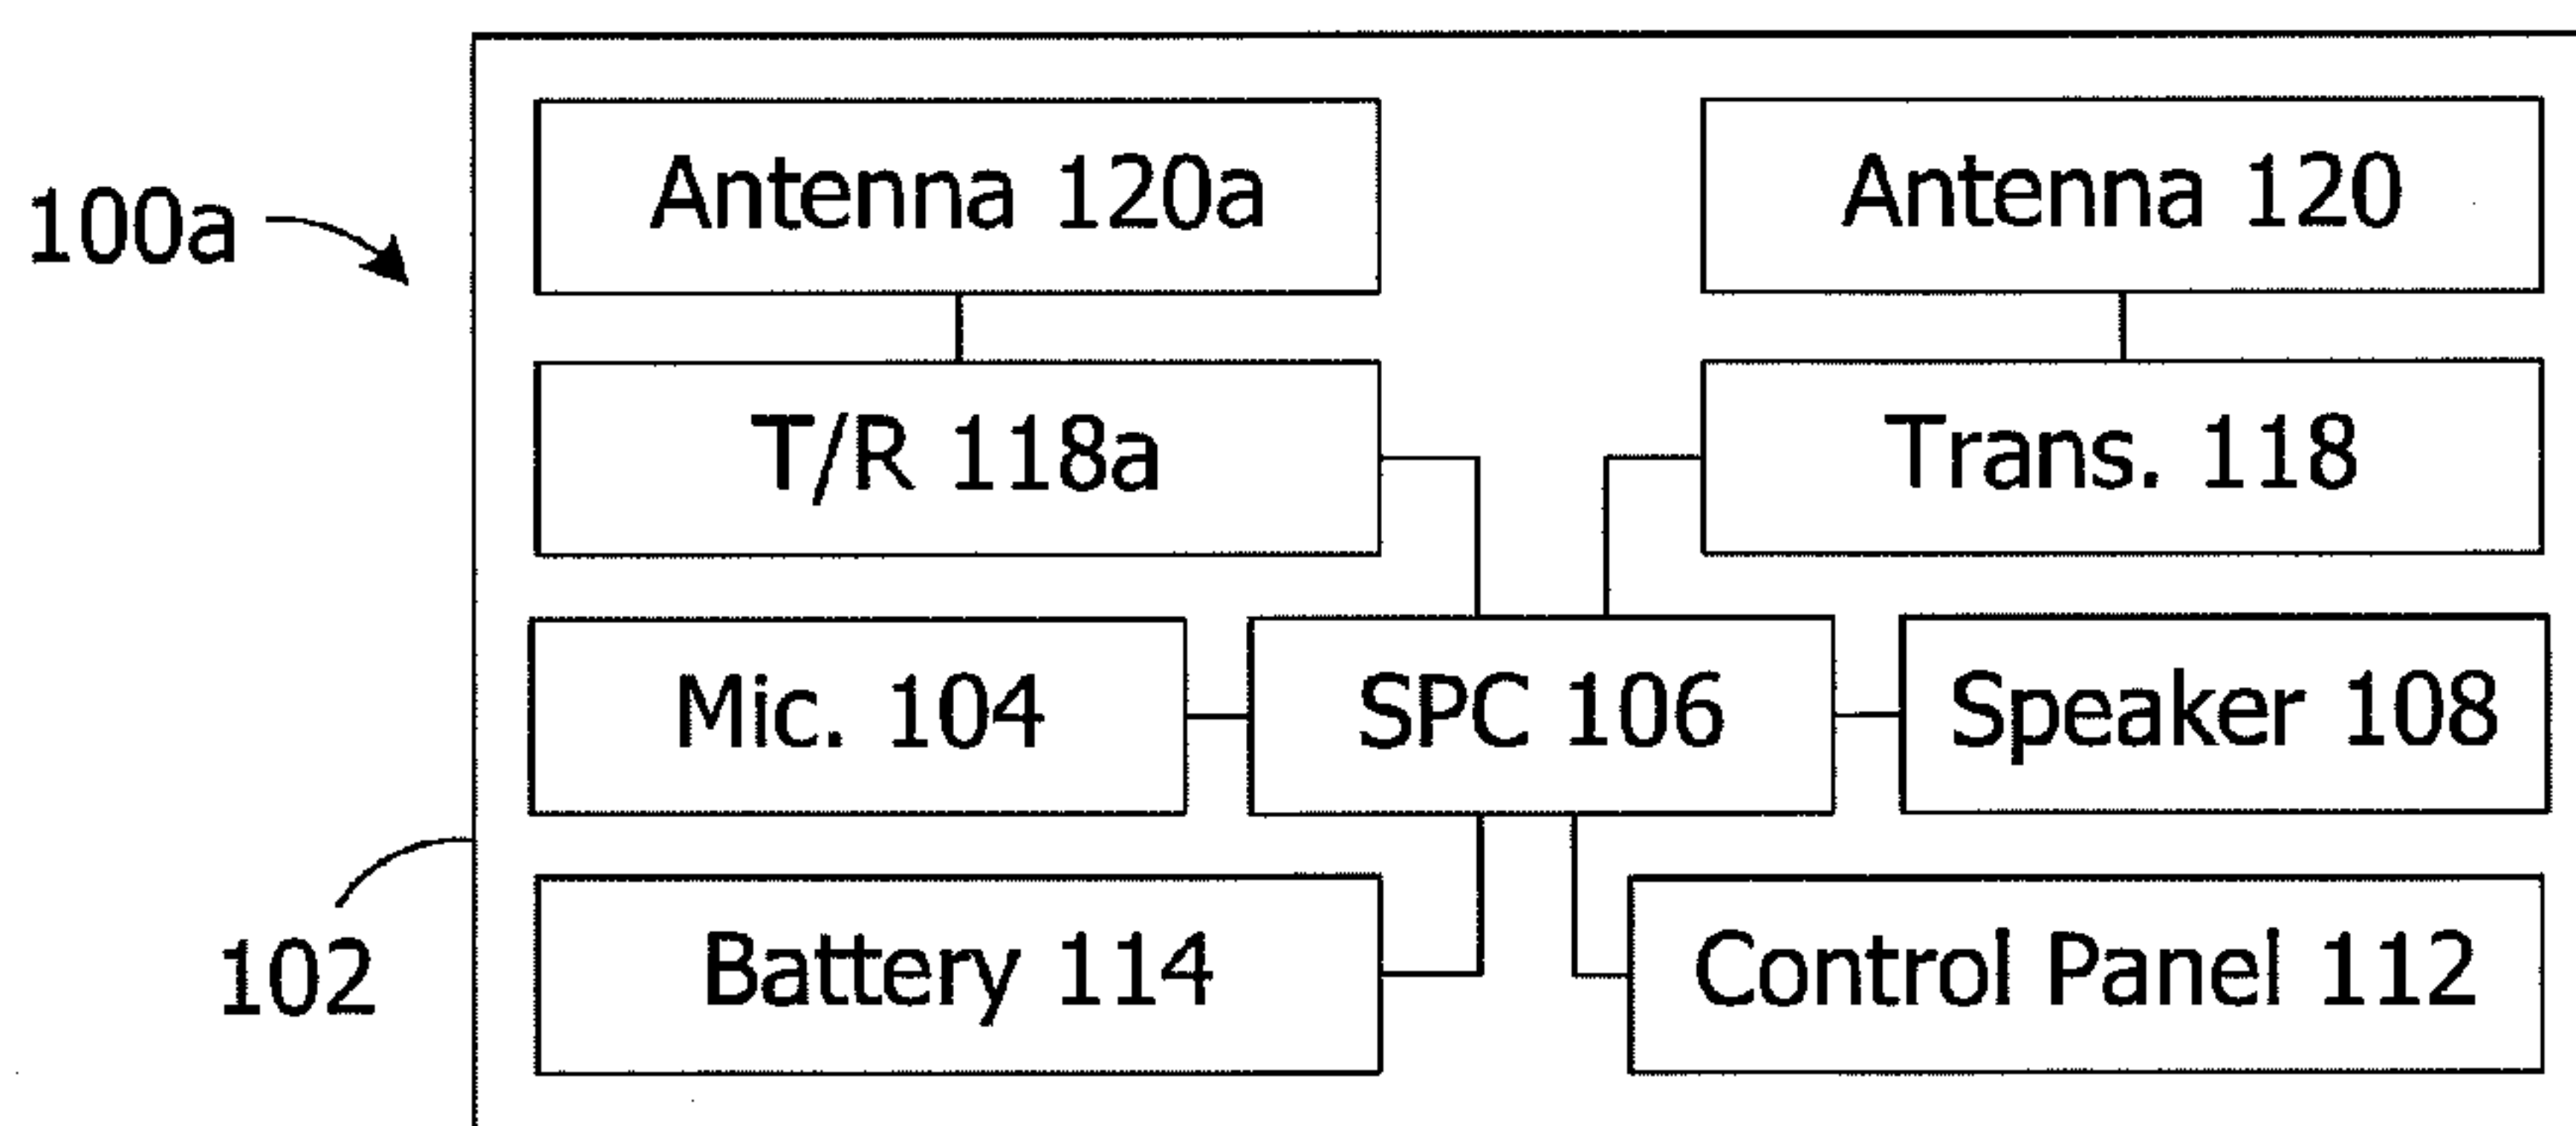 Antenna 120a
Antenna 120
100a
T/R 118a
Trans. 118
Mic. 104
SPC 106
Speaker 108
102
Battery 114
Control Panel 112